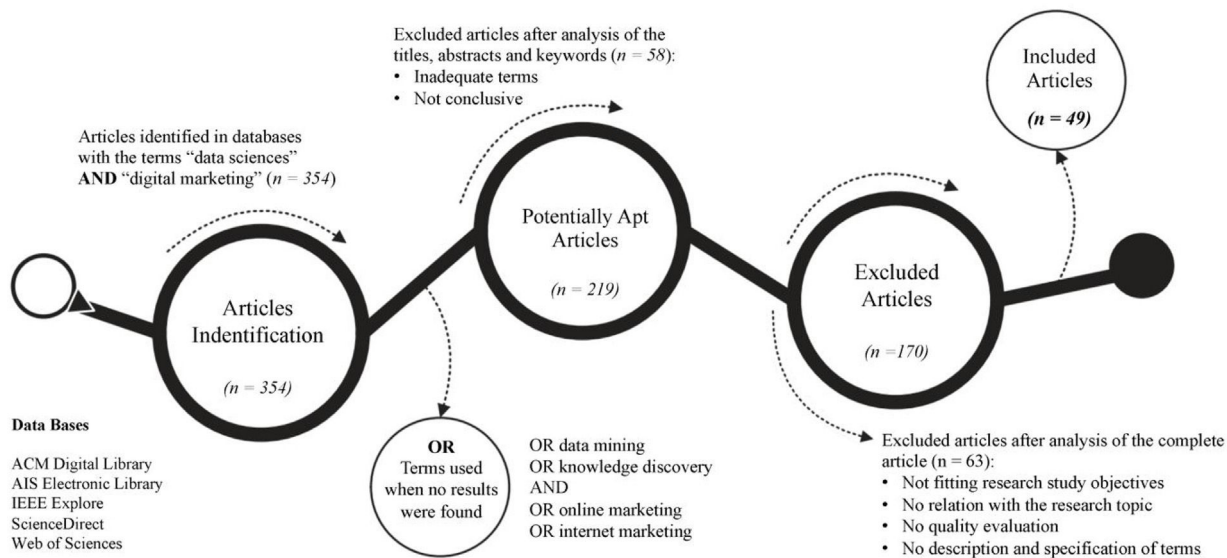 Articles identified in databases
with the terms “data sciences”
AND “digital marketing” (n = 354)
Articles
Indentification
(n = 354)
Data Bases
ACM Digital Library
AIS Electronic Library
IEEE Explore
ScienceDirect
Web of Sciences
Excluded articles after analysis of the
titles, abstracts and keywords (n = 58):
• Inadequate terms
• Not conclusive
Potentially Apt
Articles
(n = 219)
OR
Terms used
when no results
were found
OR data mining
OR knowledge discovery
AND
OR online marketing
OR internet marketing
Excluded
Articles
(n =170)
Excluded articles after analysis of the complete
article (n = 63):
• Not fitting research study objectives
• No relation with the research topic
• No quality evaluation
• No description and specification of terms
Included
Articles
(n = 49)